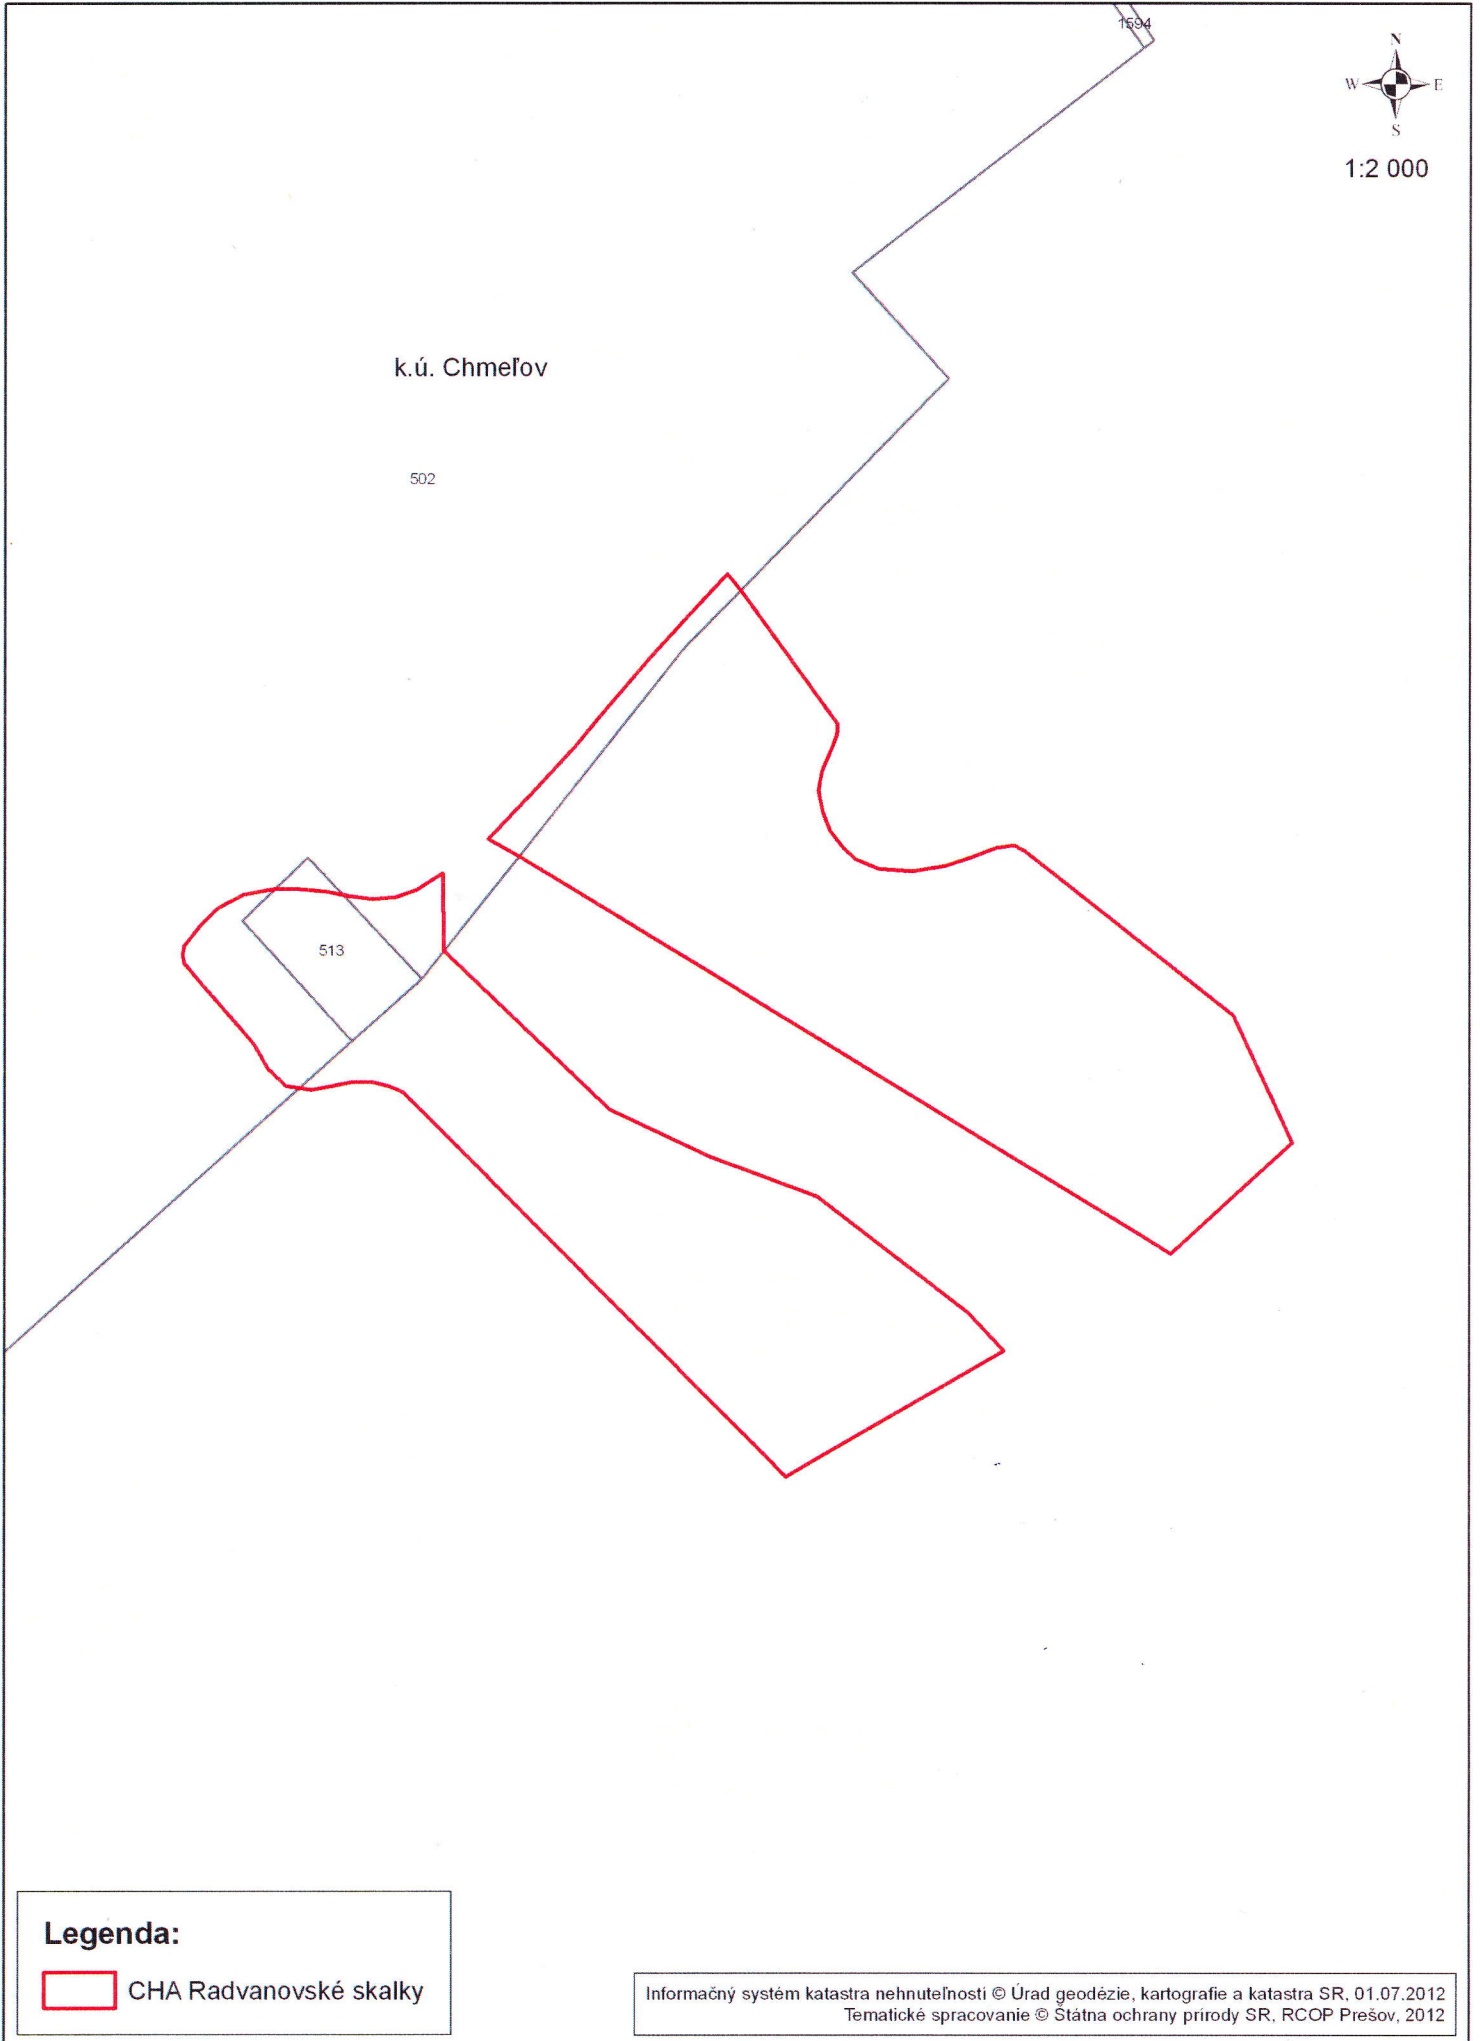 1594
N
W E
S
1:2 000
k.ú. Chmeľov
502
513
Legenda:
CHA Radvanovské skalky
Informačný systém katastra nehnuteľností © Úrad geodézie, kartografie a katastra SR, 01.07.2012
Tematické spracovanie © Štátna ochrany prírody SR, RCOP Prešov, 2012